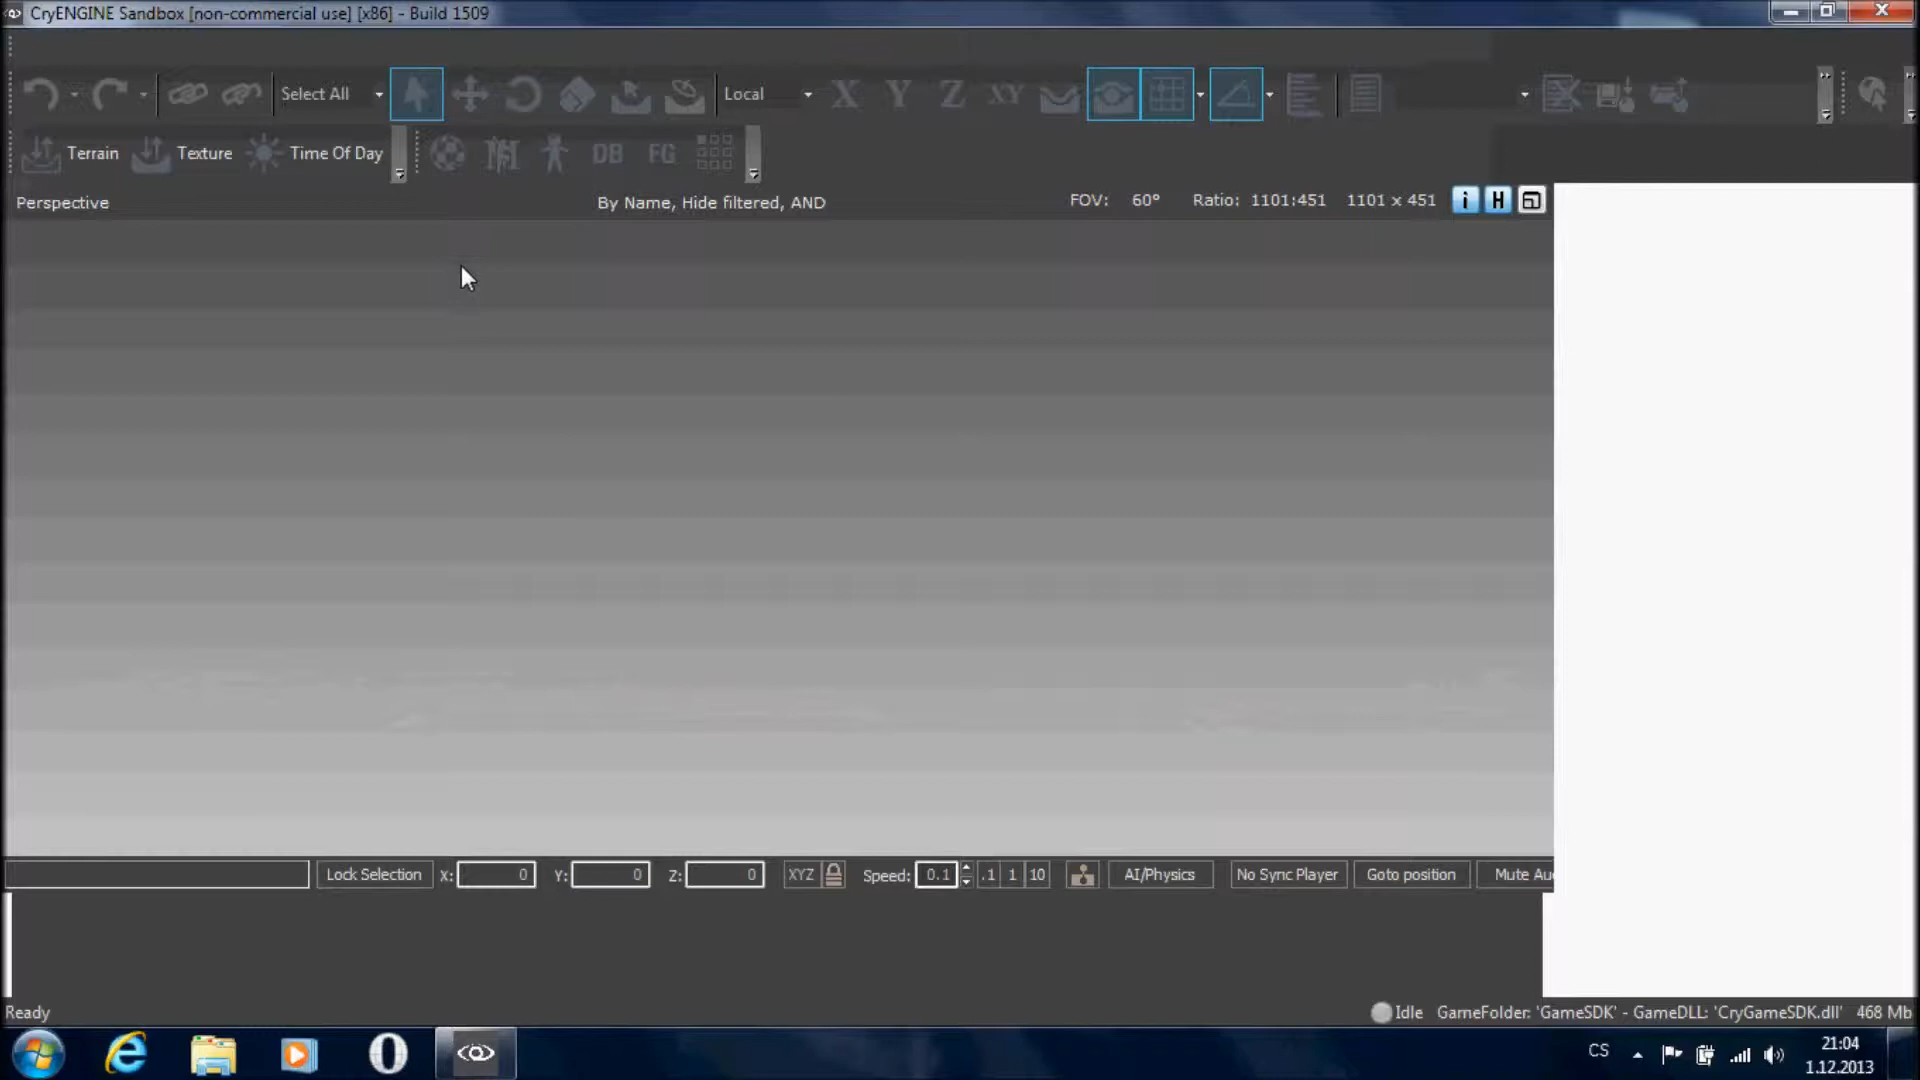 CryENGINE Sandbox [non-commercial use] [x86] - Build 1509
Select All
Local
X Y Z XY
Terrain Texture Time Of Day
DB FG
Perspective
By Name, Hide filtered, AND
FOV: 60° Ratio: 1101:451 1101 x 451 i H
Lock Selection X: 0 Y: 0 Z: 0 XYZ Speed: 0.1 .1 1 10 AI/Physics No Sync Player Goto position Mute Au
Ready
Idle GameFolder: 'GameSDK' - GameDLL: 'CryGameSDK.dll' 468 Mb
CS
21:04
1.12.2013